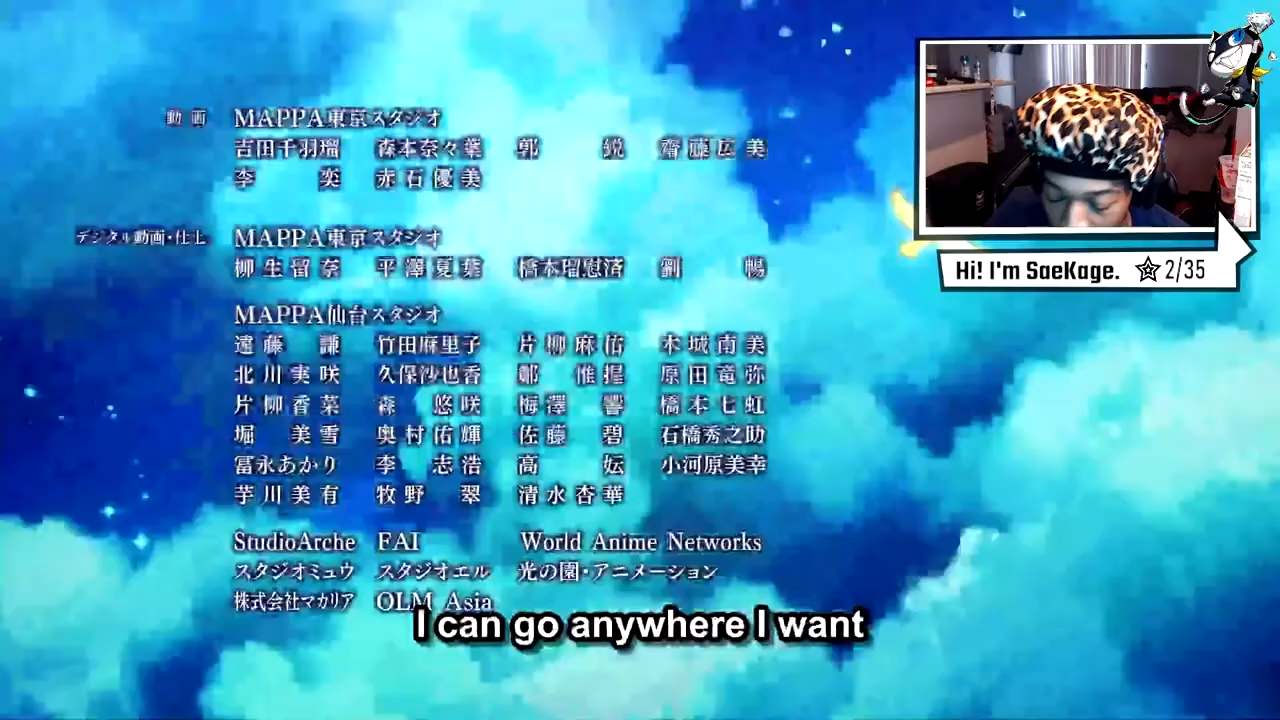 動画 MAPPA東京スタジオ
吉田千羽瑠 森本奈々葉 郭 鋭 齋藤広美
李 奕 赤石優美
デジタル動画・仕上 MAPPA東京スタジオ
柳生留奈 平澤夏葉 橋本瑠慰済 劉 暢
MAPPA仙台スタジオ
遠藤 謙 竹田麻里子 片柳麻佑 木城南美
北川実咲 久保沙也香 鄭 惟握 原田竜弥
片柳香菜 森 悠咲 梅澤 響 橋本七虹
堀 美雪 奥村佑輝 佐藤 碧 石橋秀之助
冨永あかり 李 志浩 高 妘 小河原美幸
芋川美有 牧野 翠 清水杏華
StudioArche FAI World Anime Networks
スタジオミュウ スタジオエル 光の園・アニメーション
株式会社マカリア OLM Asia
I can go anywhere I want
Hi! I'm SaeKage. 2/35